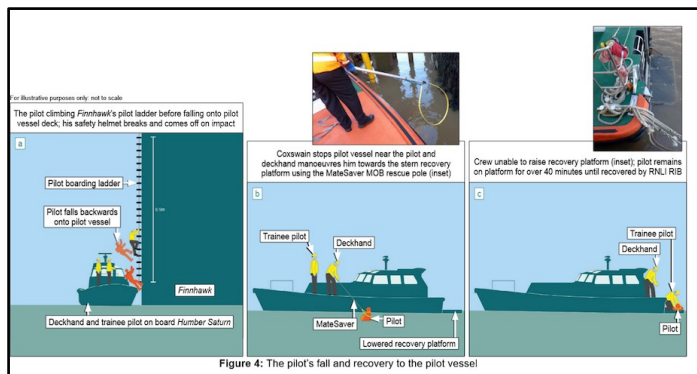 For illustrative purposes only: not to scale
The pilot climbing Finnhawk's pilot ladder before falling onto pilot
vessel deck; his safety helmet breaks and comes off on impact
a
Pilot boarding ladder
Pilot falls backwards
onto pilot vessel
Finnhawk
Deckhand and trainee pilot on board Humber Saturn
Coxswain stops pilot vessel near the pilot and
deckhand manoeuvres him towards the stern recovery
platform using the MateSaver MOB rescue pole (inset)
b
Trainee pilot
Deckhand
MateSaver
Pilot
Lowered recovery platform
Crew unable to raise recovery platform (inset); pilot remains
on platform for over 40 minutes until recovered by RNLI RIB
c
Trainee pilot
Deckhand
Pilot
Figure 4: The pilot's fall and recovery to the pilot vessel